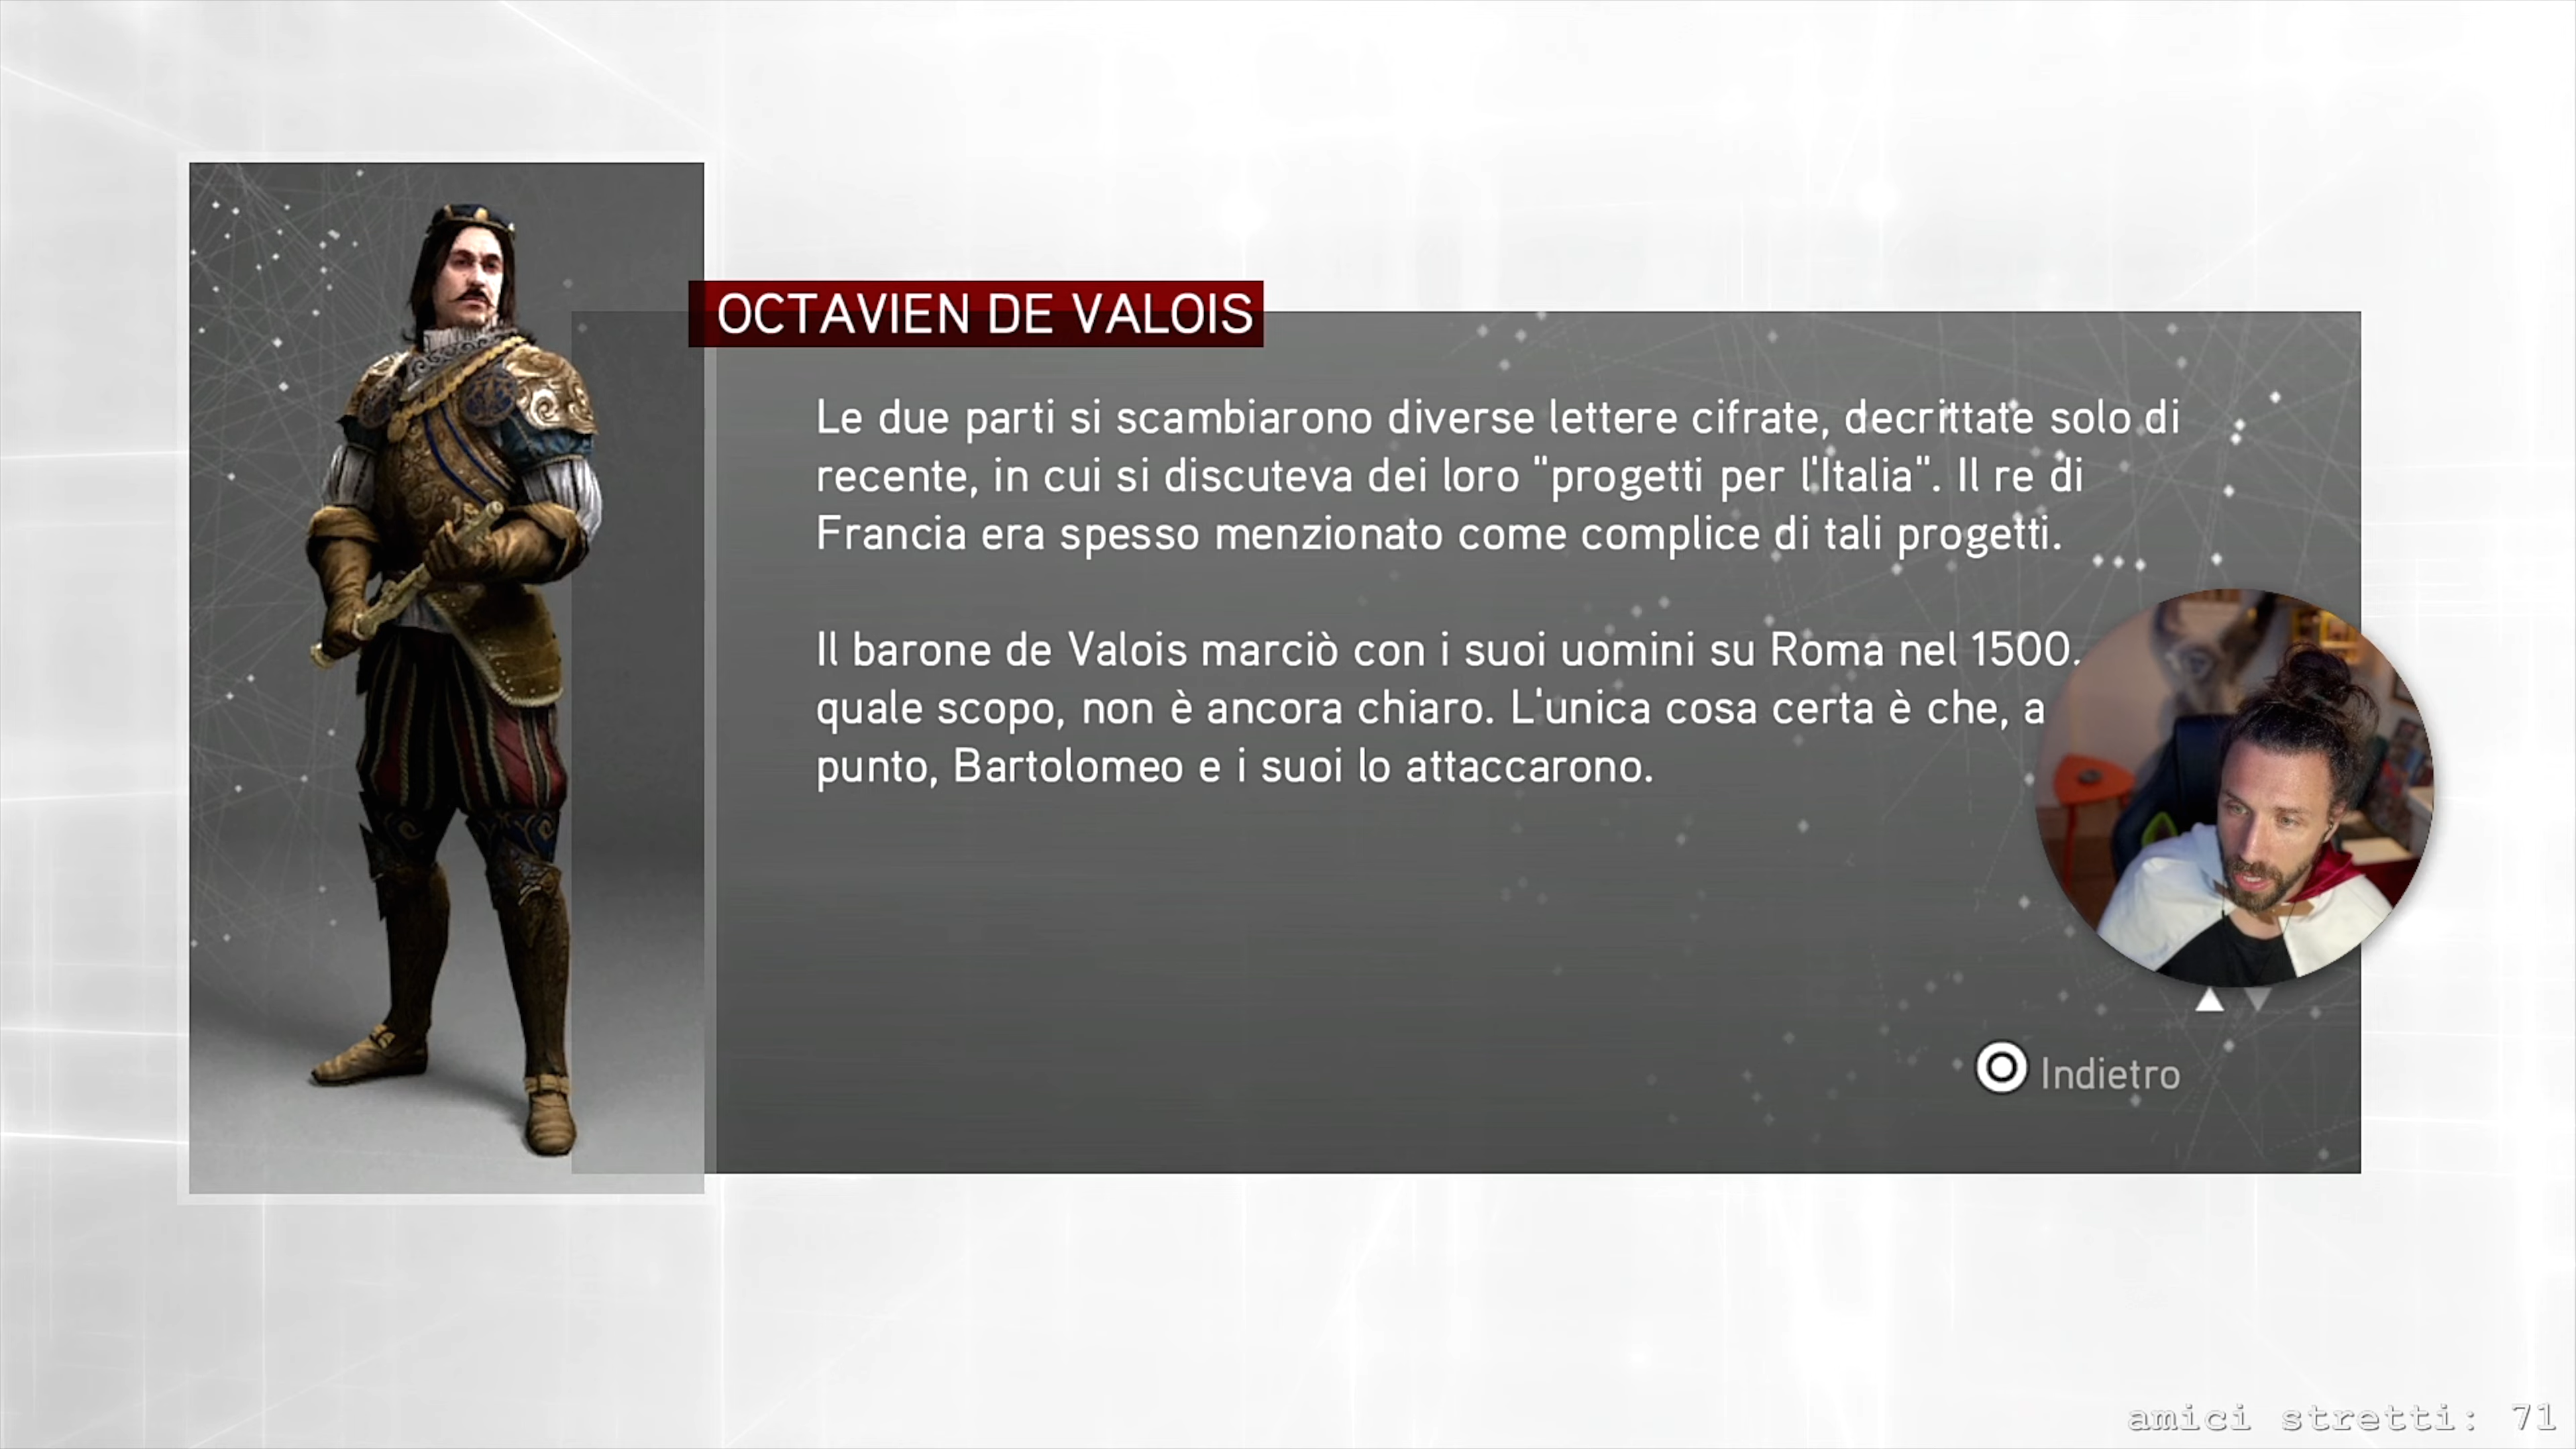 OCTAVIEN DE VALOIS
Le due parti si scambiarono diverse lettere cifrate, decrittate solo di
recente, in cui si discuteva dei loro "progetti per l'Italia". Il re di
Francia era spesso menzionato come complice di tali progetti.
Il barone de Valois marciò con i suoi uomini su Roma nel 1500.
quale scopo, non è ancora chiaro. L'unica cosa certa è che, a
punto, Bartolomeo e i suoi lo attaccarono.
Indietro
amici stretti: 71